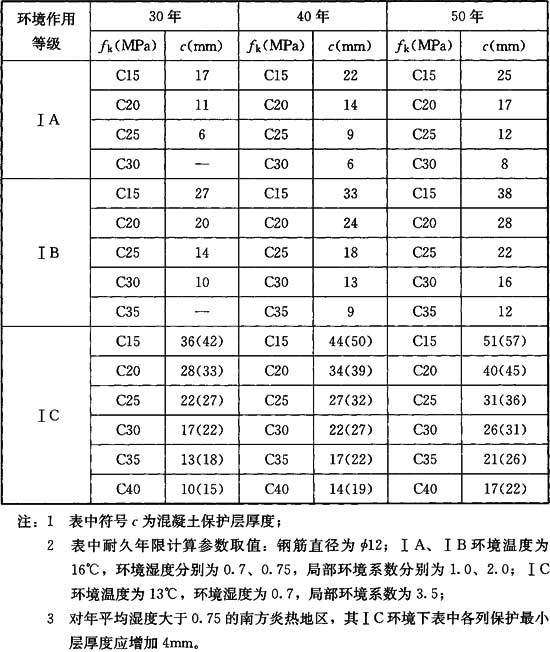 环境作用等级 30年 40年 50年
fk(MPa) c(mm) fk(MPa) c(mm) fk(MPa) c(mm)
ⅠA C15 17 C15 22 C15 25
C20 11 C20 14 C20 17
C25 6 C25 9 C25 12
C30 — C30 6 C30 8
ⅠB C15 27 C15 33 C15 38
C20 20 C20 24 C20 28
C25 14 C25 18 C25 22
C30 10 C30 13 C30 16
C35 — C35 9 C35 12
ⅠC C15 36(42) C15 44(50) C15 51(57)
C20 28(33) C20 34(39) C20 40(45)
C25 22(27) C25 27(32) C25 31(36)
C30 17(22) C30 22(27) C30 26(31)
C35 13(18) C35 17(22) C35 21(26)
C40 10(15) C40 14(19) C40 17(22)
注：1 表中符号c为混凝土保护层厚度；
2 表中耐久年限计算参数取值：钢筋直径为ϕ12；ⅠA、ⅠB环境温度为
16℃，环境湿度分别为0.7、0.75，局部环境系数分别为1.0、2.0；ⅠC
环境温度为13℃，环境湿度为0.7，局部环境系数为3.5；
3 对年平均湿度大于0.75的南方炎热地区，其ⅠC环境下表中各列保护最小
层厚度应增加4mm。